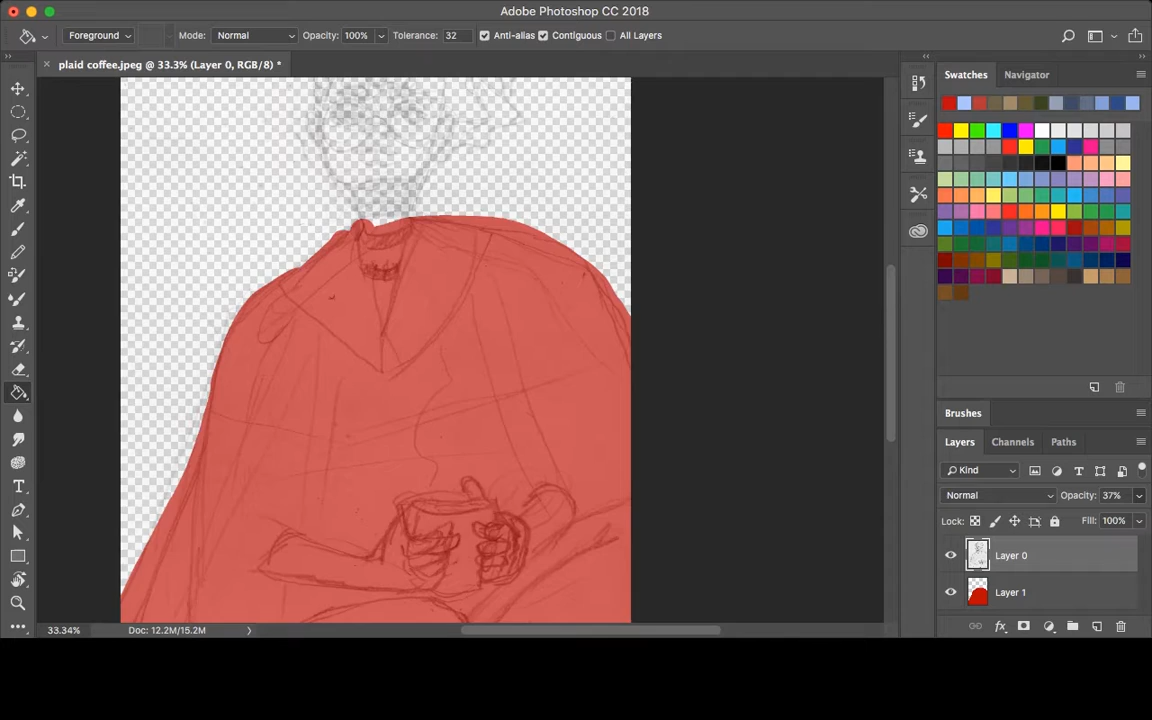 Adobe Photoshop CC 2018
Foreground Mode: Normal Opacity: 100% Tolerance: 32 Anti-alias Contiguous All Layers
plaid coffee.jpeg @ 33.3% (Layer 0, RGB/8) *
Swatches Navigator
Brushes
Layers Channels Paths
Kind
Normal Opacity: 37%
Lock: Fill: 100%
Layer 0
Layer 1
33.34% Doc: 12.2M/15.2M